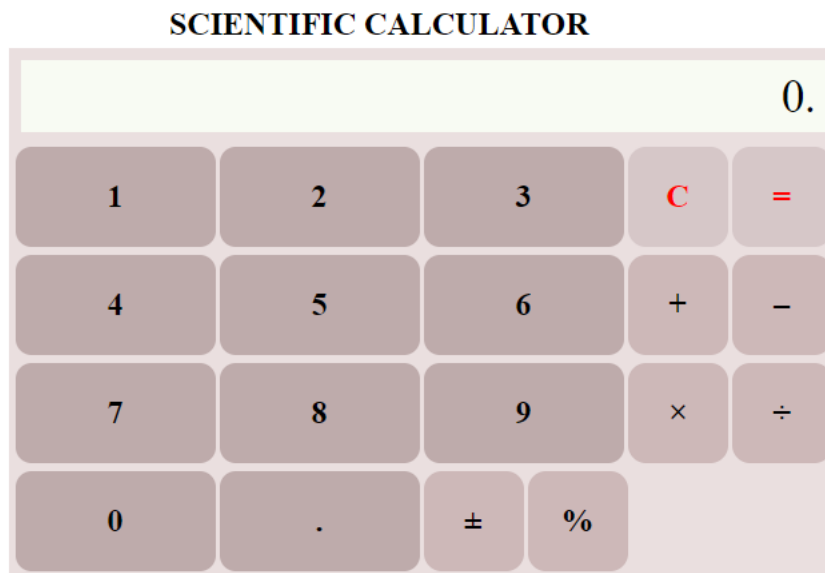 SCIENTIFIC CALCULATOR
0.
1 2 3 C =
4 5 6 + −
7 8 9 × ÷
0 . ± %